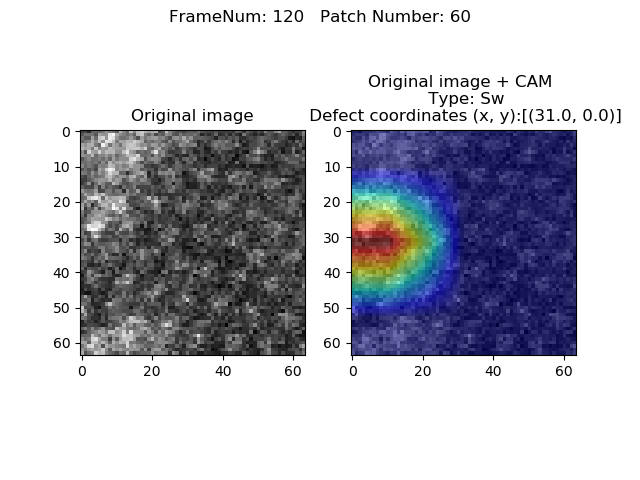 FrameNum: 120   Patch Number: 60
Original image
0
10
20
30
40
50
60
0 20 40 60
Original image + CAM
Type: Sw
Defect coordinates (x, y):[(31.0, 0.0)]
0
10
20
30
40
50
60
0 20 40 60